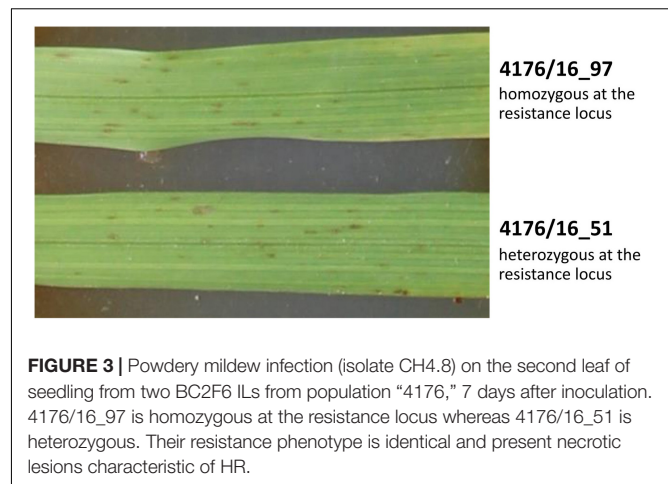 4176/16_97
homozygous at the
resistance locus
4176/16_51
heterozygous at the
resistance locus
FIGURE 3 | Powdery mildew infection (isolate CH4.8) on the second leaf of
seedling from two BC2F6 ILs from population “4176,” 7 days after inoculation.
4176/16_97 is homozygous at the resistance locus whereas 4176/16_51 is
heterozygous. Their resistance phenotype is identical and present necrotic
lesions characteristic of HR.